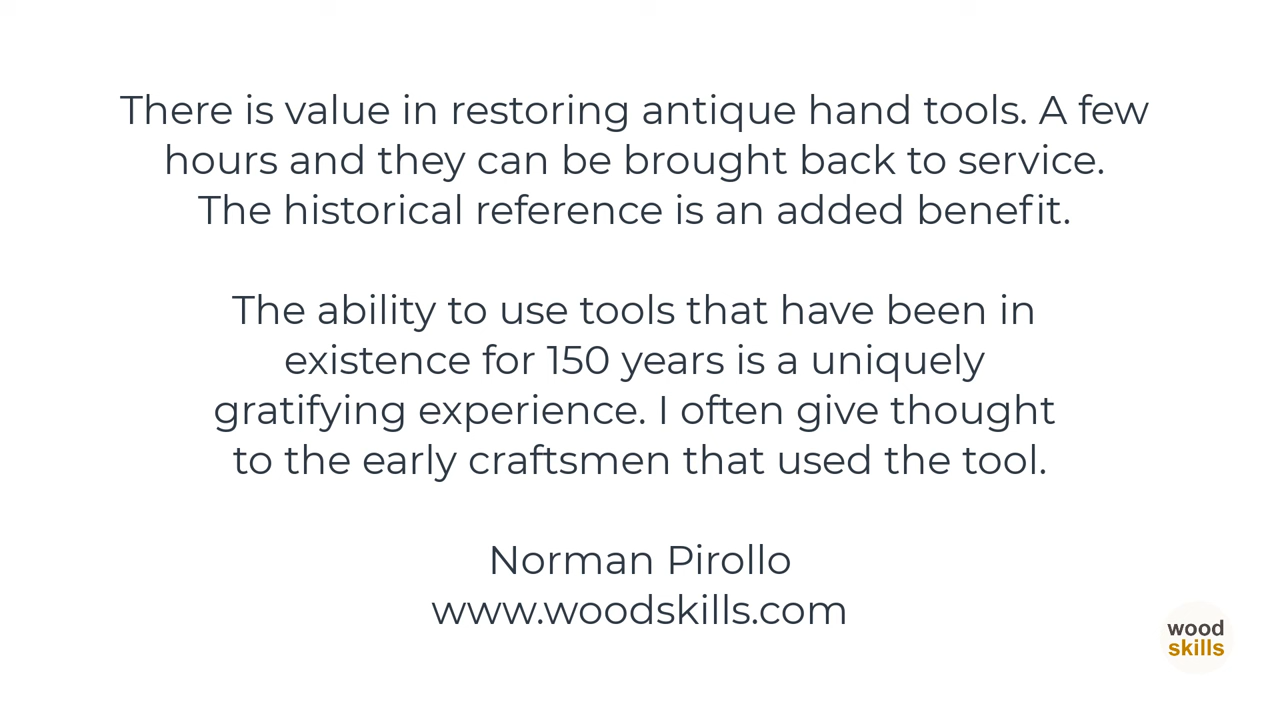 There is value in restoring antique hand tools. A few
hours and they can be brought back to service.
The historical reference is an added benefit.
The ability to use tools that have been in
existence for 150 years is a uniquely
gratifying experience. I often give thought
to the early craftsmen that used the tool.
Norman Pirollo
www.woodskills.com
wood
skills